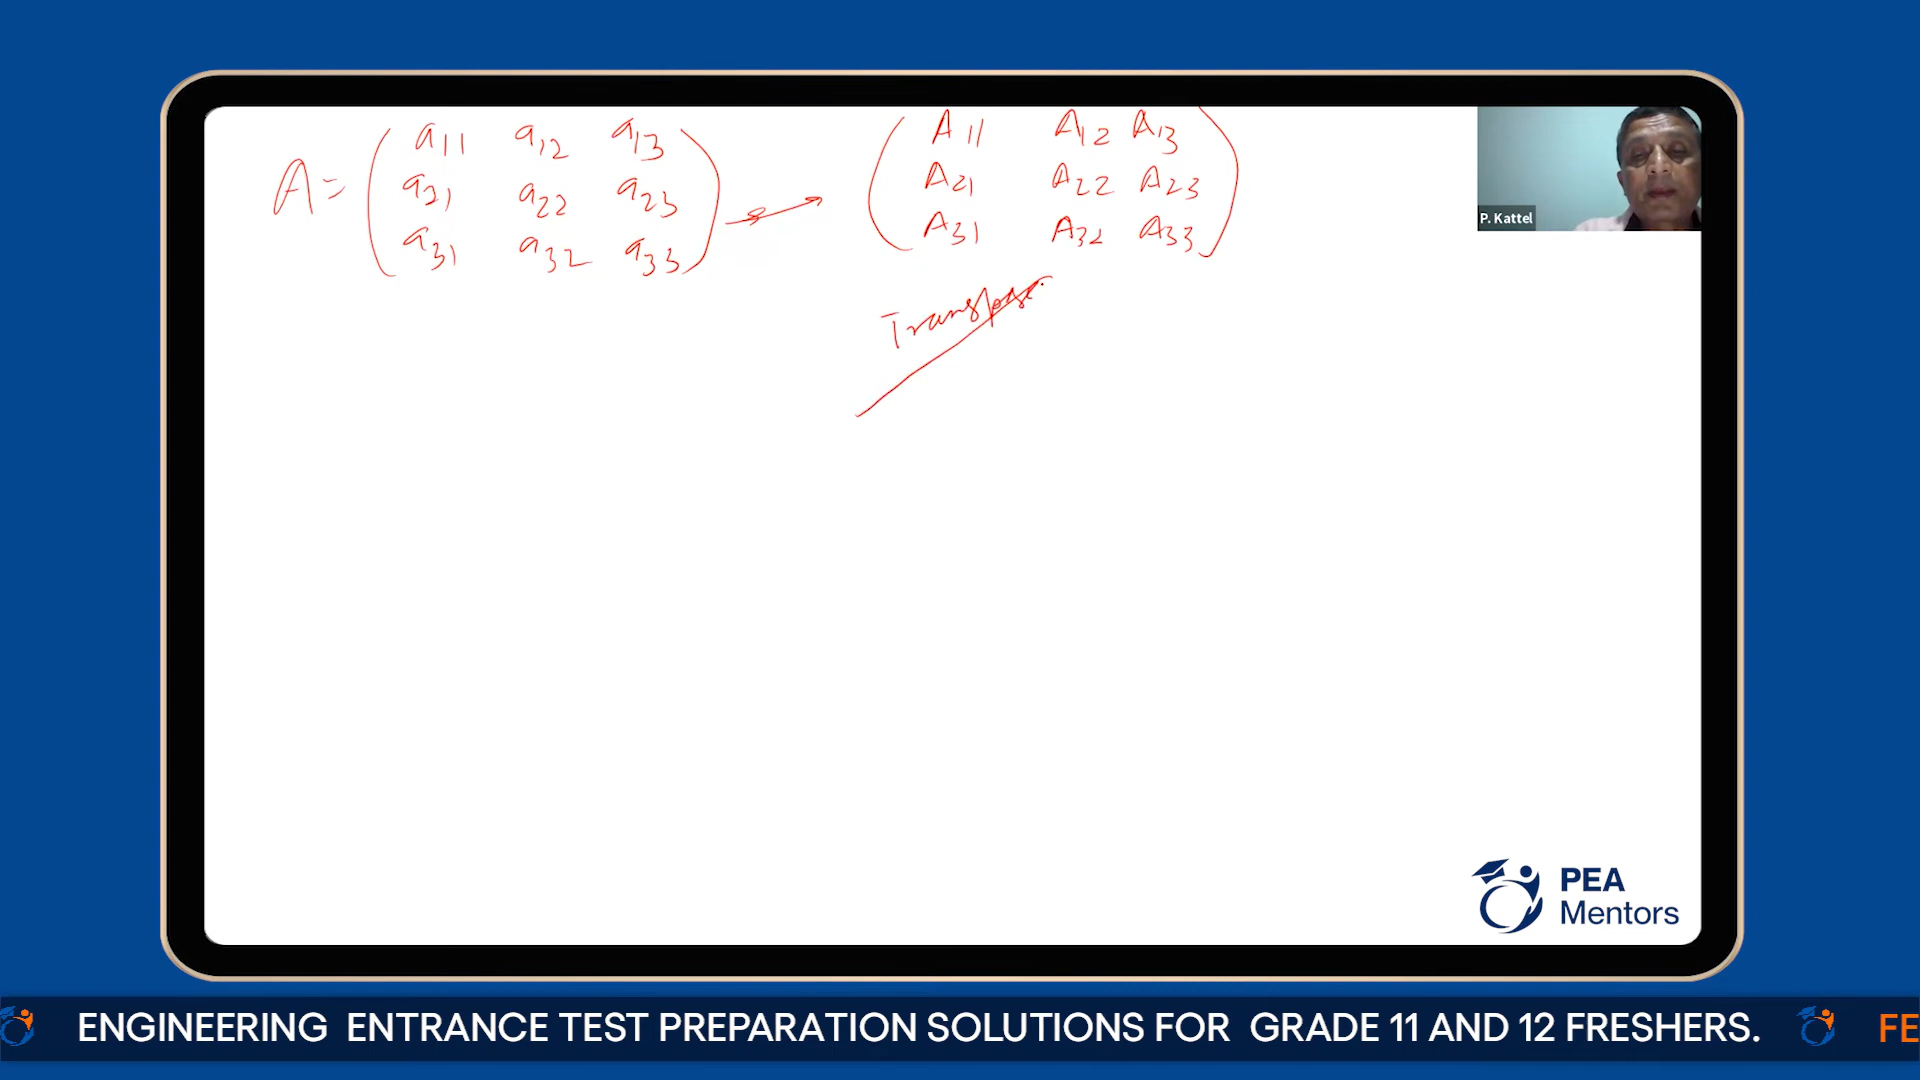 A = ( a11 a12 a13
a21 a22 a23
a31 a32 a33 ) →
( A11 A12 A13
A21 A22 A23
A31 A32 A33 )
Transpose
P. Kattel
PEA
Mentors
ENGINEERING ENTRANCE TEST PREPARATION SOLUTIONS FOR GRADE 11 AND 12 FRESHERS.
FE